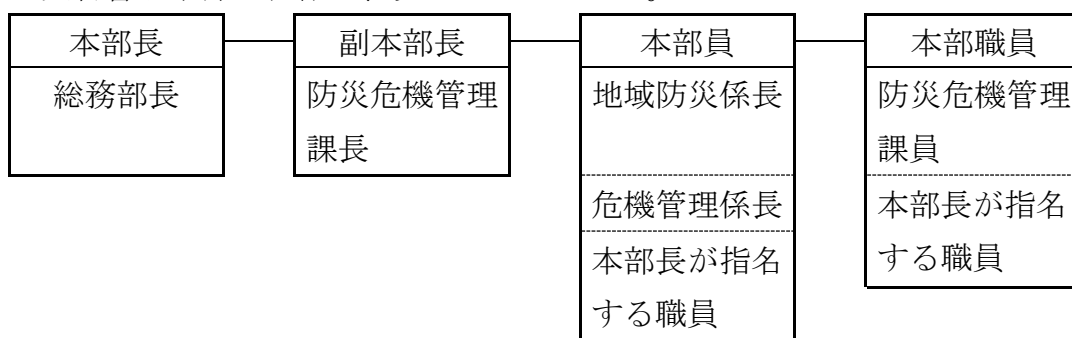 本部長
総務部長
副本部長
防災危機管理
課長
本部員
地域防災係長
危機管理係長
本部長が指名
する職員
本部職員
防災危機管理
課員
本部長が指名
する職員